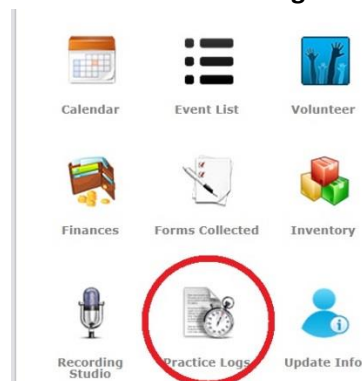 Calendar
Event List
Volunteer
Finances
Forms Collected
Inventory
Recording
Studio
Practice Logs
Update Info